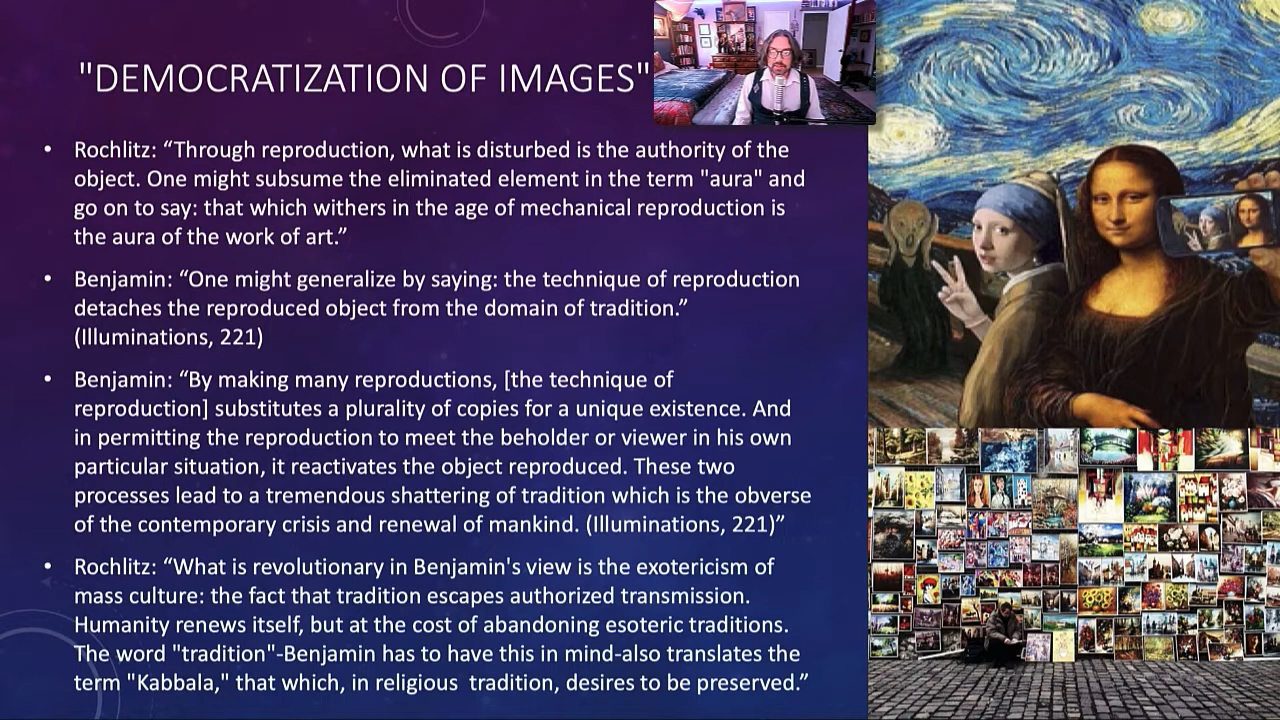 "DEMOCRATIZATION OF IMAGES"
• Rochlitz: “Through reproduction, what is disturbed is the authority of the
object. One might subsume the eliminated element in the term "aura" and
go on to say: that which withers in the age of mechanical reproduction is
the aura of the work of art.”
• Benjamin: “One might generalize by saying: the technique of reproduction
detaches the reproduced object from the domain of tradition.”
(Illuminations, 221)
• Benjamin: “By making many reproductions, [the technique of
reproduction] substitutes a plurality of copies for a unique existence. And
in permitting the reproduction to meet the beholder or viewer in his own
particular situation, it reactivates the object reproduced. These two
processes lead to a tremendous shattering of tradition which is the obverse
of the contemporary crisis and renewal of mankind. (Illuminations, 221)”
• Rochlitz: “What is revolutionary in Benjamin's view is the exotericism of
mass culture: the fact that tradition escapes authorized transmission.
Humanity renews itself, but at the cost of abandoning esoteric traditions.
The word "tradition"-Benjamin has to have this in mind-also translates the
term "Kabbala," that which, in religious  tradition, desires to be preserved.”